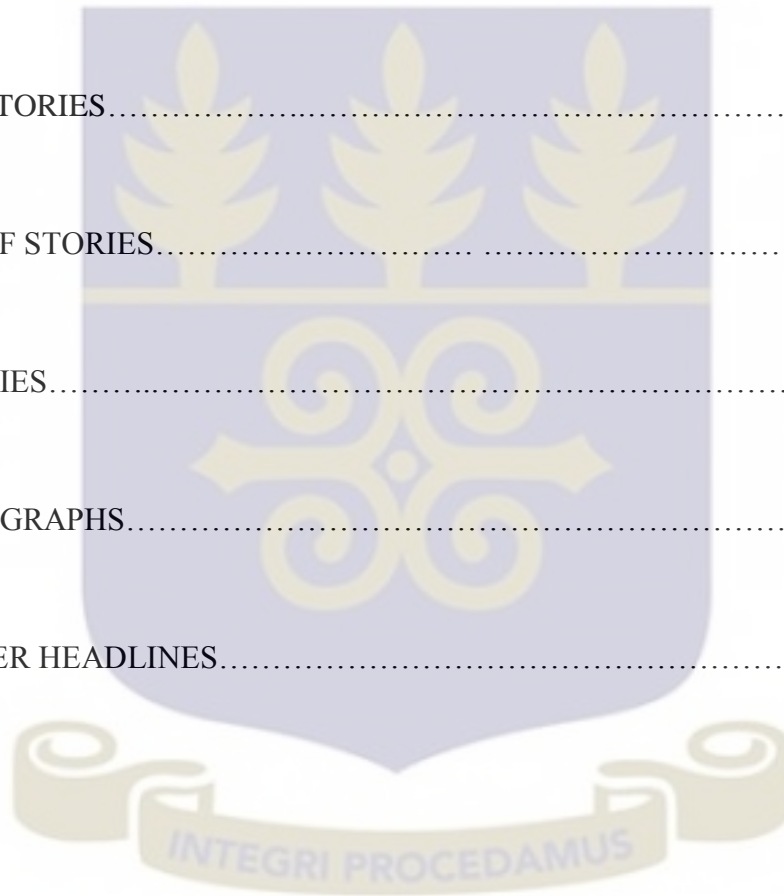 TORIES……………..……………………………………………
F STORIES………………………… ………………………
IES………..…………………………………………………
GRAPHS………………………………………………………
ER HEADLINES………………………………………………
INTEGRI PROCEDAMUS